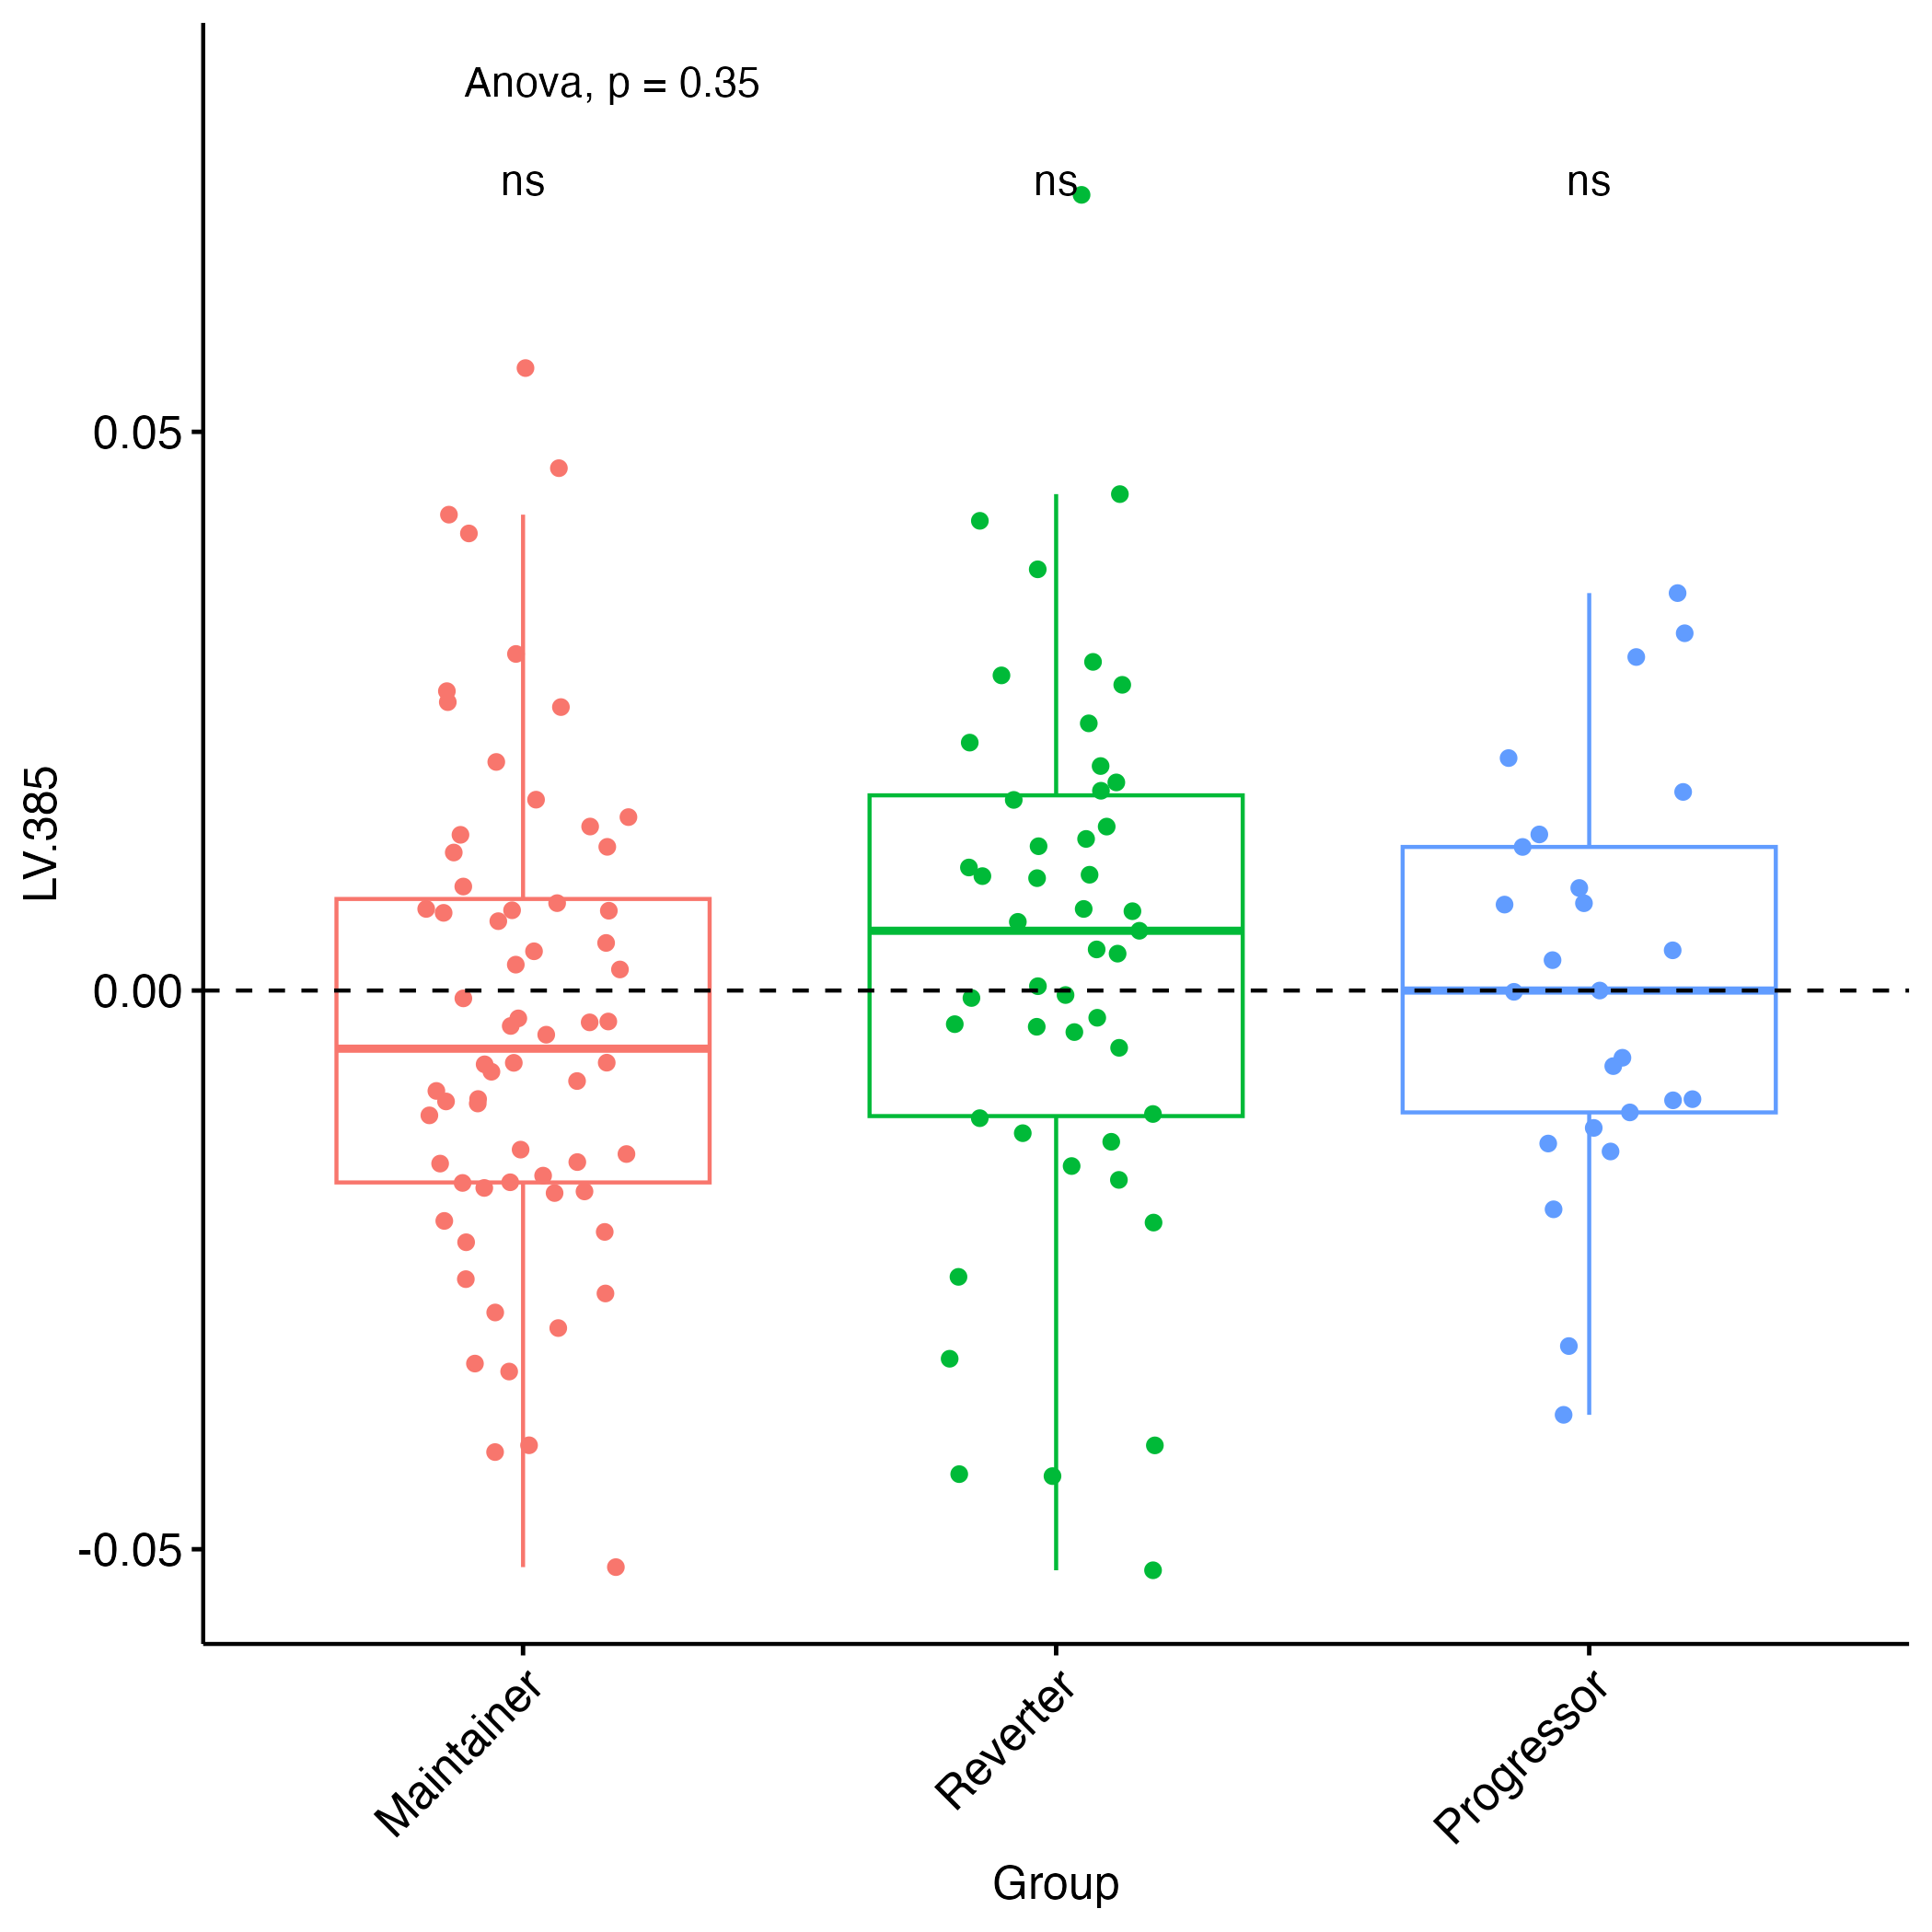 Anova, p = 0.35
ns
ns
ns
0.05
0.00
-0.05
LV.385
Maintainer
Reverter
Progressor
Group